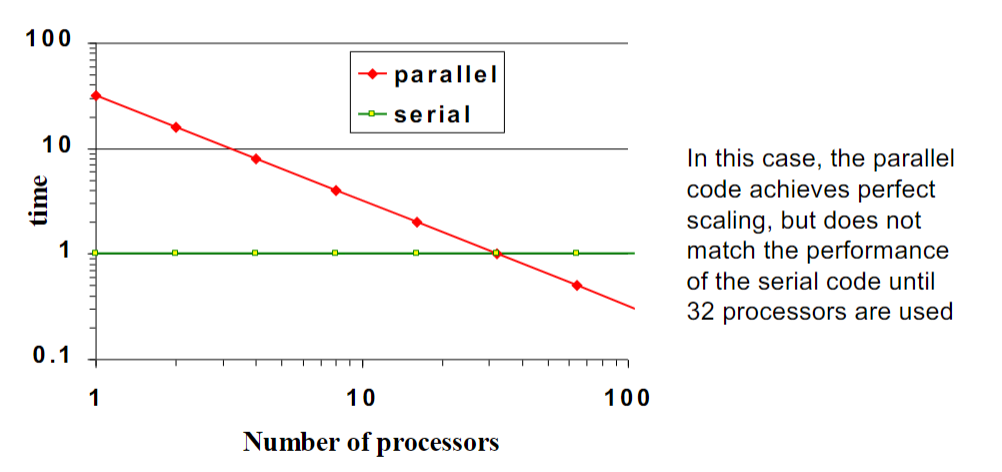 100
parallel
serial
10
time
1
0.1
1
10
100
Number of processors
In this case, the parallel
code achieves perfect
scaling, but does not
match the performance
of the serial code until
32 processors are used